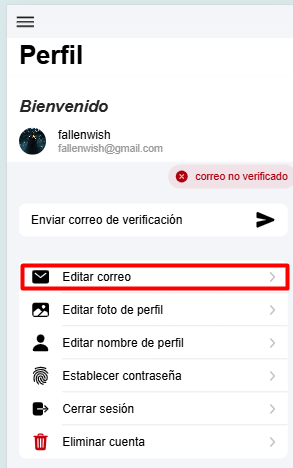 Perfil
Bienvenido
fallenwish
fallenwish@gmail.com
correo no verificado
Enviar correo de verificación
Editar correo
Editar foto de perfil
Editar nombre de perfil
Establecer contraseña
Cerrar sesión
Eliminar cuenta